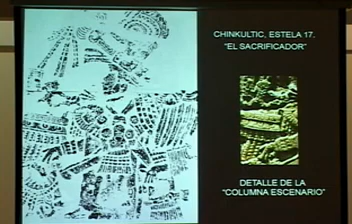 CHINKULTIC, ESTELA 17.
"EL SACRIFICADOR"
DETALLE DE LA
"COLUMNA ESCENARIO"